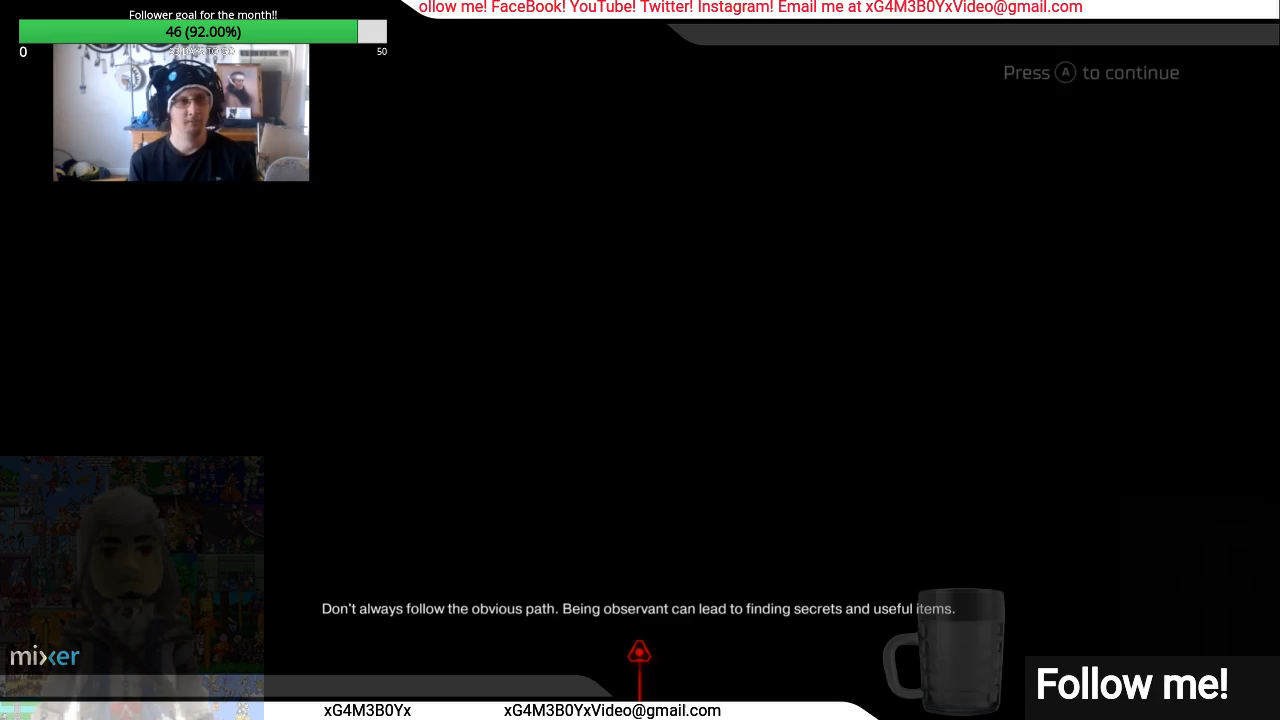 ollow me! FaceBook! YouTube! Twitter! Instagram! Email me at xG4M3B0YxVideo@gmail.com
Follower goal for the month!!
46 (92.00%)
0
50
Press A to continue
Don't always follow the obvious path. Being observant can lead to finding secrets and useful items.
mixer
Follow me!
xG4M3B0Yx
xG4M3B0YxVideo@gmail.com